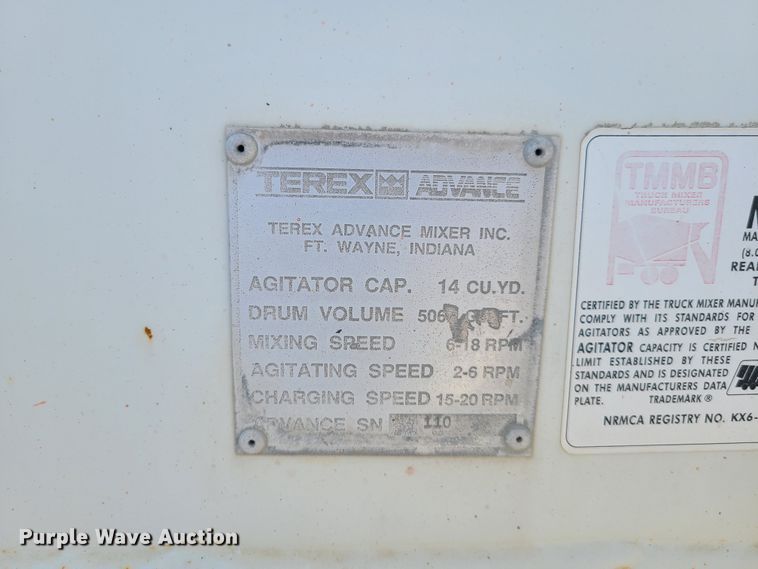 TEREX ADVANCE
TEREX ADVANCE MIXER INC.
FT. WAYNE, INDIANA
AGITATOR CAP. 14 CU.YD.
DRUM VOLUME FT.
MIXING SPEED 6-18 RPM
AGITATING SPEED 2-6 RPM
CHARGING SPEED 15-20 RPM
ADVANCE SN 110
TMMB
TRUCK MIXER
MANUFACTURERS
BUREAU
CERTIFIED BY THE TRUCK MIXER MANU
COMPLY WITH ITS STANDARDS FOR
AGITATORS AS APPROVED BY THE
AGITATOR CAPACITY IS CERTIFIED
LIMIT ESTABLISHED BY THESE
STANDARDS AND IS DESIGNATED
ON THE MANUFACTURERS DATA
PLATE. TRADEMARK ®
NRMCA REGISTRY NO. KX6-
Purple Wave Auction